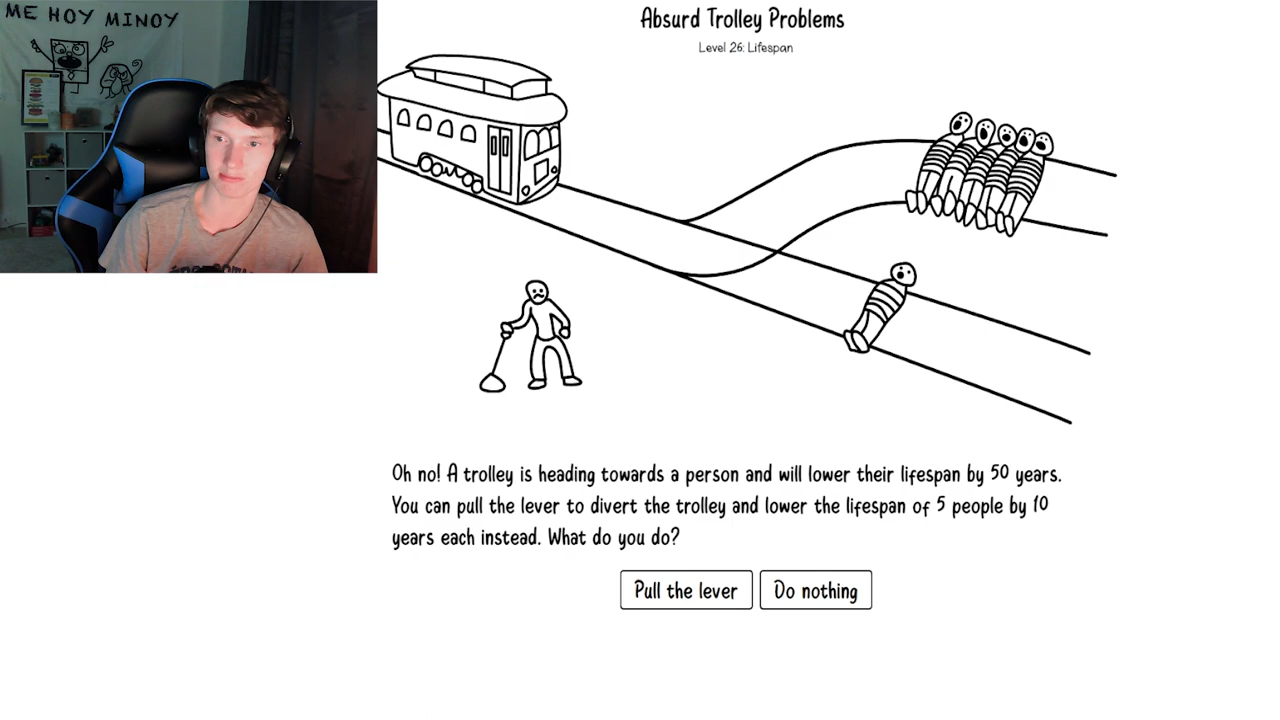 ME HOY MINOY
Absurd Trolley Problems
Level 26: Lifespan
Oh no! A trolley is heading towards a person and will lower their lifespan by 50 years.
You can pull the lever to divert the trolley and lower the lifespan of 5 people by 10
years each instead. What do you do?
Pull the lever
Do nothing